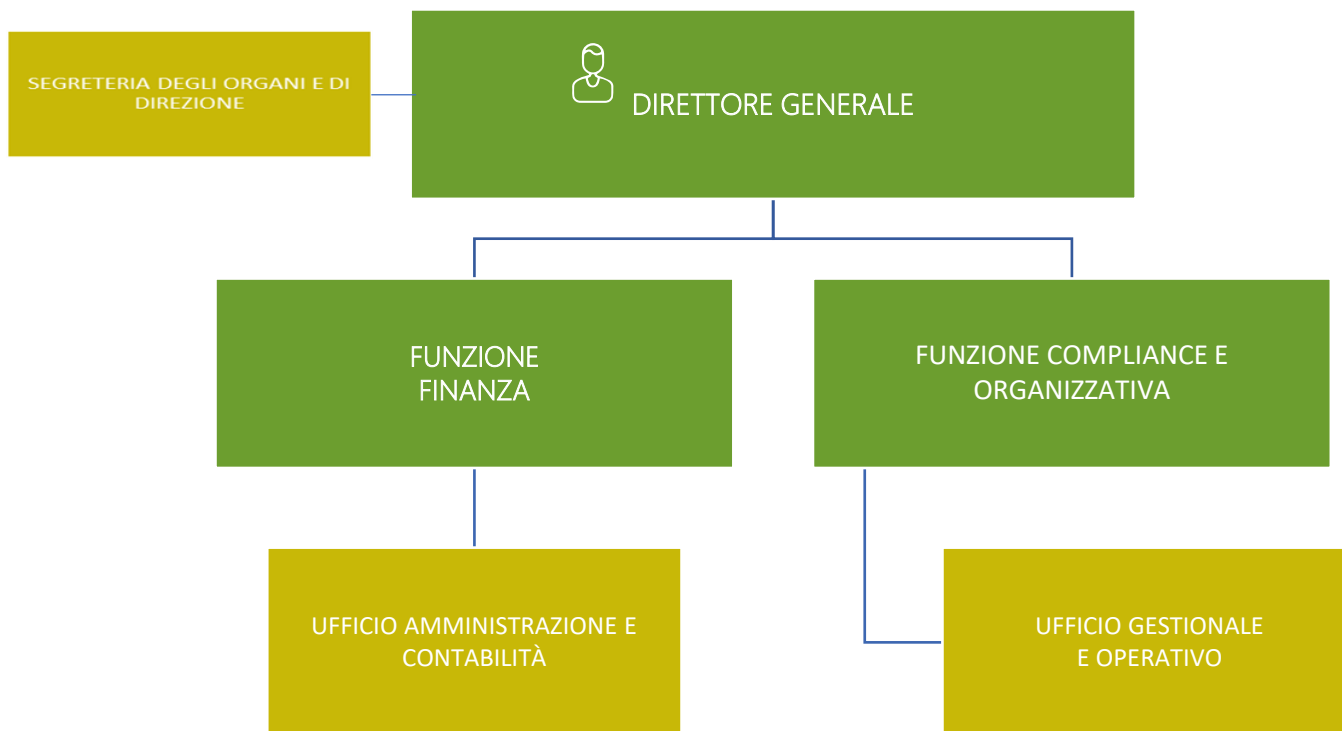 SEGRETERIA DEGLI ORGANI E DI
DIREZIONE
DIRETTORE GENERALE
FUNZIONE
FINANZA
FUNZIONE COMPLIANCE E
ORGANIZZATIVA
UFFICIO AMMINISTRAZIONE E
CONTABILITÀ
UFFICIO GESTIONALE
E OPERATIVO